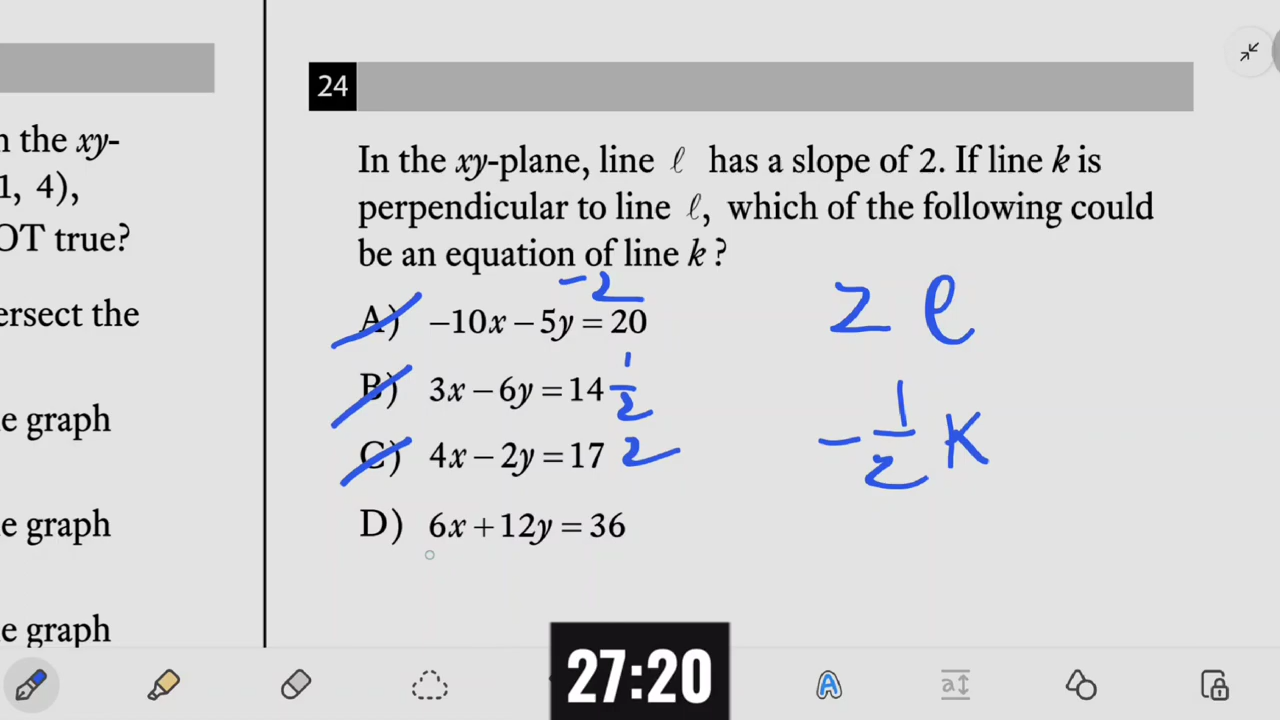 n the xy-
1, 4),
OT true?
ersect the
e graph
e graph
e graph
24
In the xy-plane, line ℓ has a slope of 2. If line k is
perpendicular to line ℓ, which of the following could
be an equation of line k ?
-2
A) −10x − 5y = 20
B) 3x − 6y = 14 1/2
C) 4x − 2y = 17 2
D) 6x + 12y = 36
2 ℓ
-1/2 K
27:20
A
a